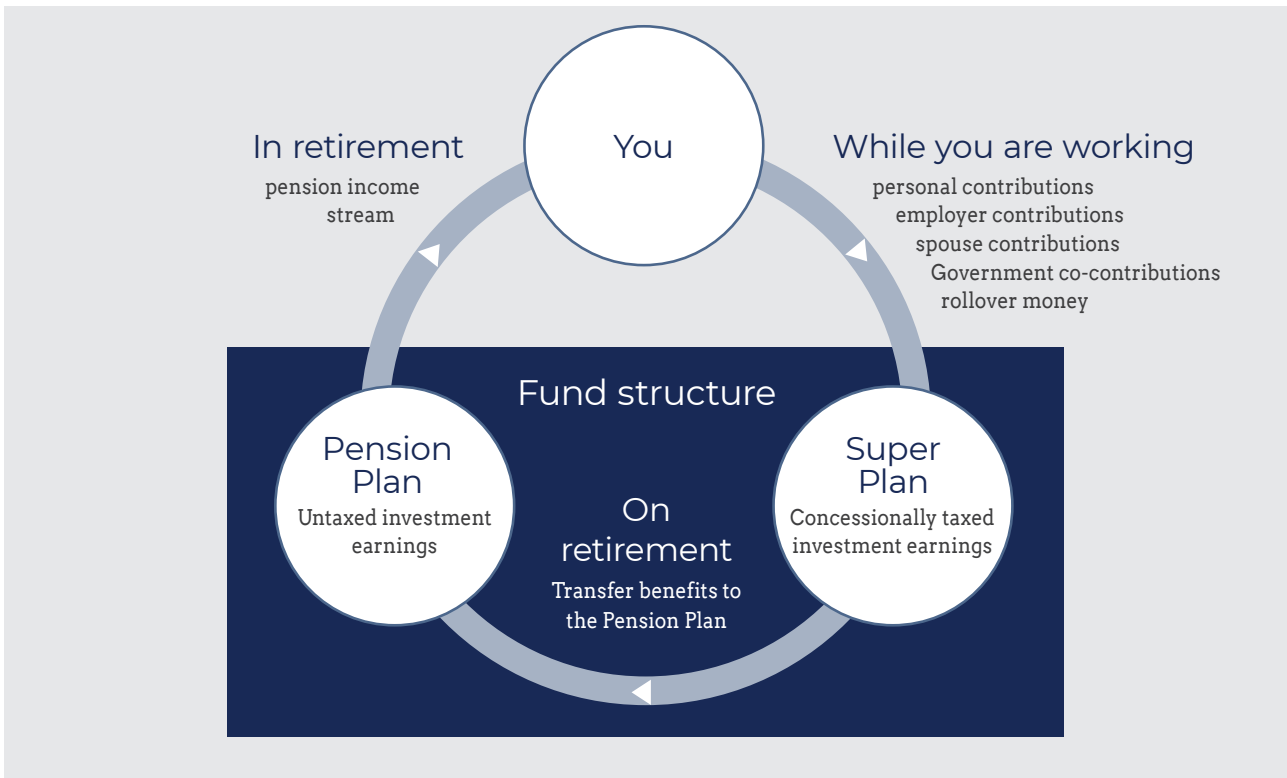 You
In retirement
pension income
stream
While you are working
personal contributions
employer contributions
spouse contributions
Government co-contributions
rollover money
Fund structure
Pension
Plan
Untaxed investment
earnings
On
retirement
Transfer benefits to
the Pension Plan
Super
Plan
Concessionally taxed
investment earnings